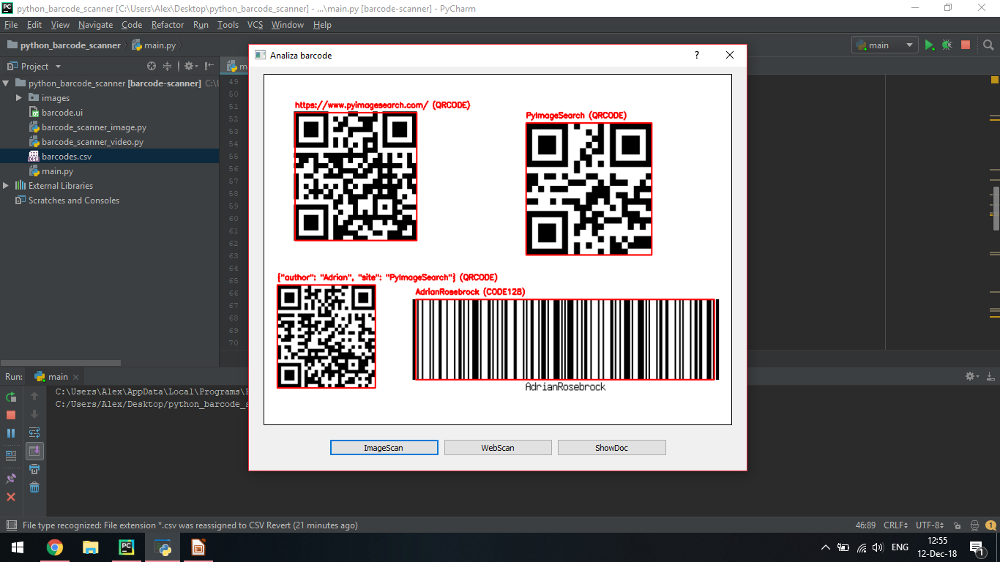 python_barcode_scanner [C:\Users\Alex\Desktop\python_barcode_scanner] - ...\main.py [barcode-scanner] - PyCharm
File Edit View Navigate Code Refactor Run Tools VCS Window Help
python_barcode_scanner main.py main
Project
python_barcode_scanner [barcode-scanner] C:\
images
barcode.ui
barcode_scanner_image.py
barcode_scanner_video.py
barcodes.csv
main.py
External Libraries
Scratches and Consoles
49
50
51
52
53
54
55
56
57
58
59
60
61
62
63
64
65
66
67
68
69
70
Analiza barcode ?
https://www.pyimagesearch.com/ (QRCODE)
PyImageSearch (QRCODE)
{"author": "Adrian", "site": "PyImageSearch"} (QRCODE)
AdrianRosebrock (CODE128)
AdrianRosebrock
ImageScan WebScan ShowDoc
Run: main
C:\Users\Alex\AppData\Local\Programs\
C:/Users/Alex/Desktop/python_barcode_
File type recognized: File extension *.csv was reassigned to CSV Revert (21 minutes ago) 46:89 CRLF UTF-8 1
ENG 12:55
12-Dec-18 1